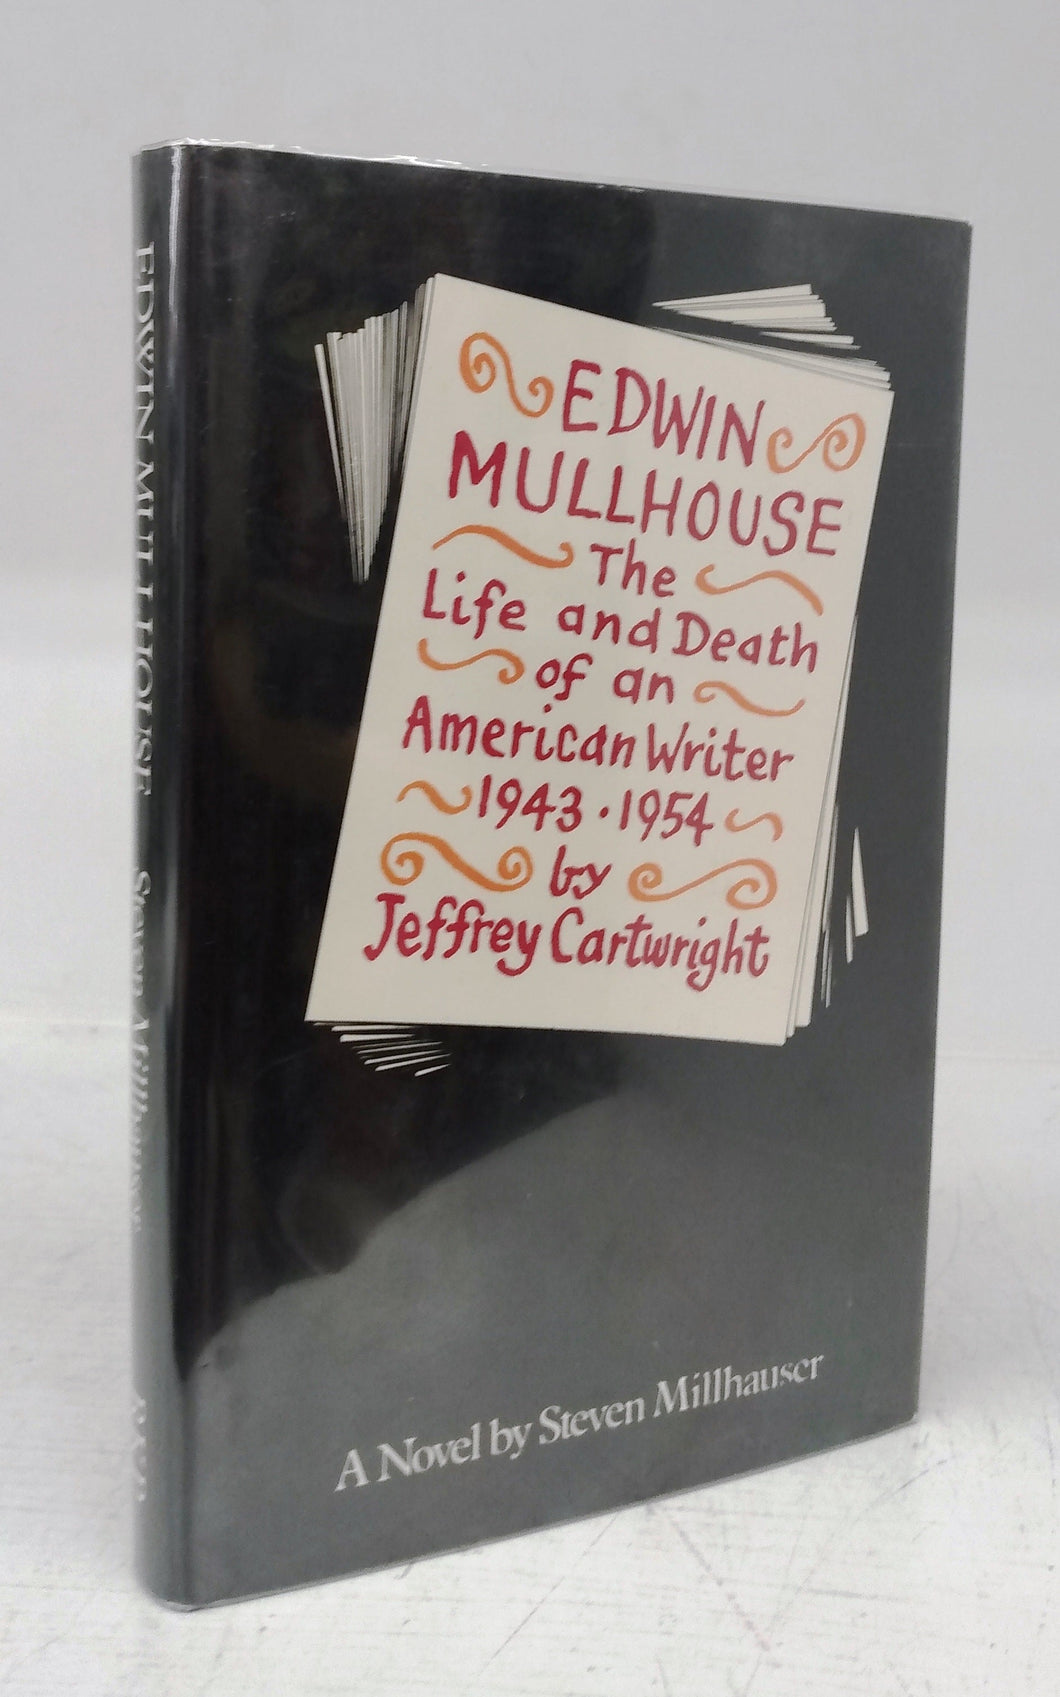 EDWIN MULLHOUSE Steven Millhauser
EDWIN
MULLHOUSE
The
Life and Death
of an
American Writer
1943 · 1954
by
Jeffrey Cartwright
A Novel by Steven Millhauser